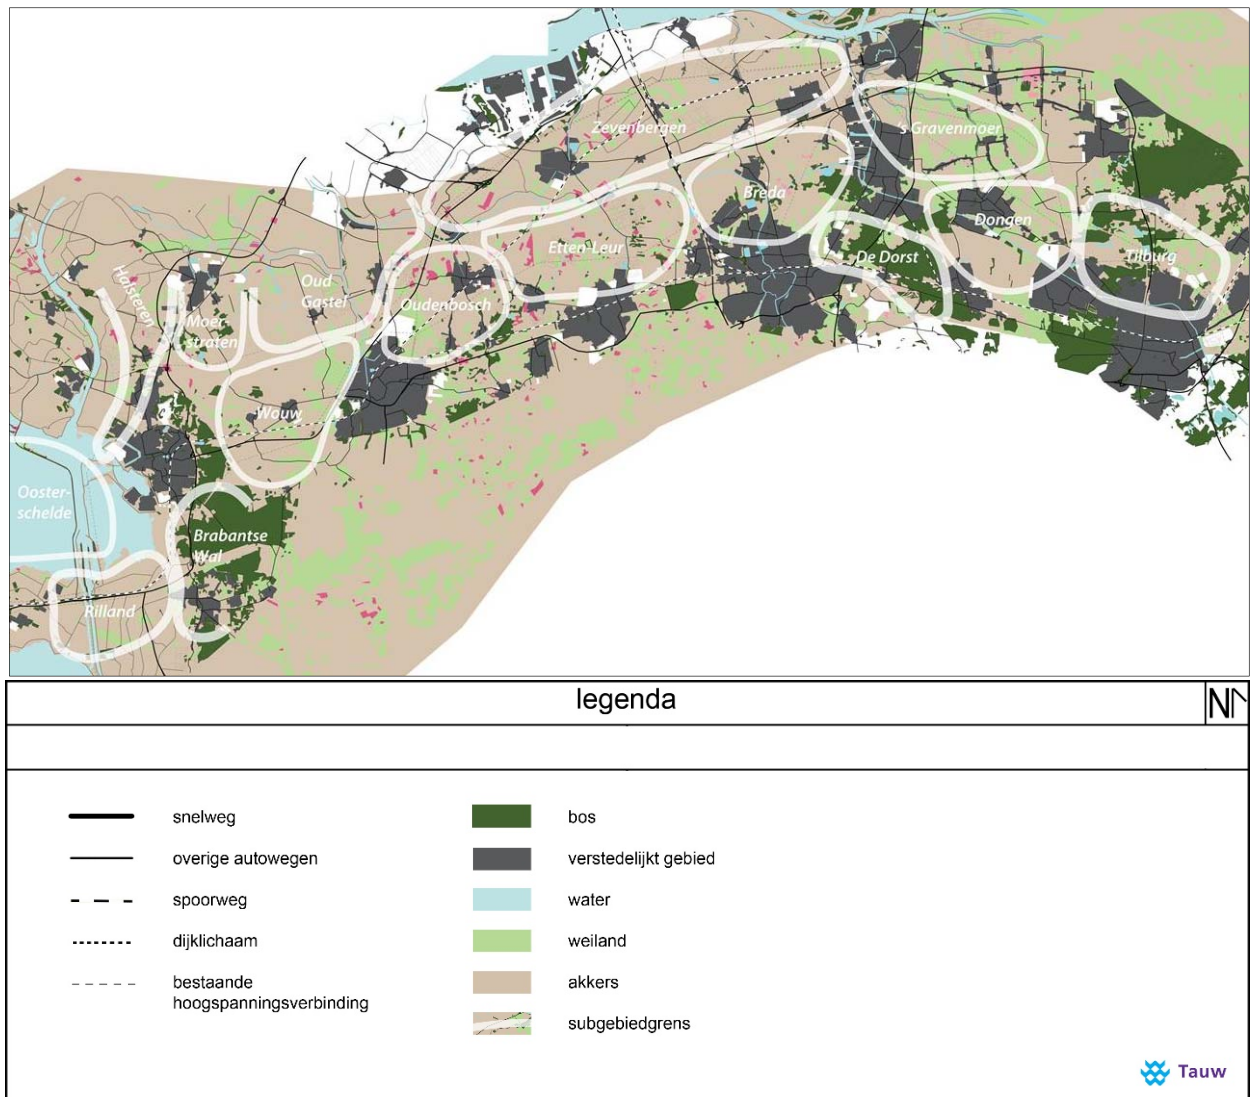 Zevenbergen
's Gravenmoer
Breda
Dongen
Etten-Leur
De Dorst
Tilburg
Halsteren
Oud
Gastel
Oudenbosch
Moer-
straten
Wouw
Ooster-
schelde
Brabantse
Wal
Rilland
legenda
N
snelweg
bos
overige autowegen
verstedelijkt gebied
spoorweg
water
dijklichaam
weiland
bestaande
hoogspanningsverbinding
akkers
subgebiedgrens
Tauw